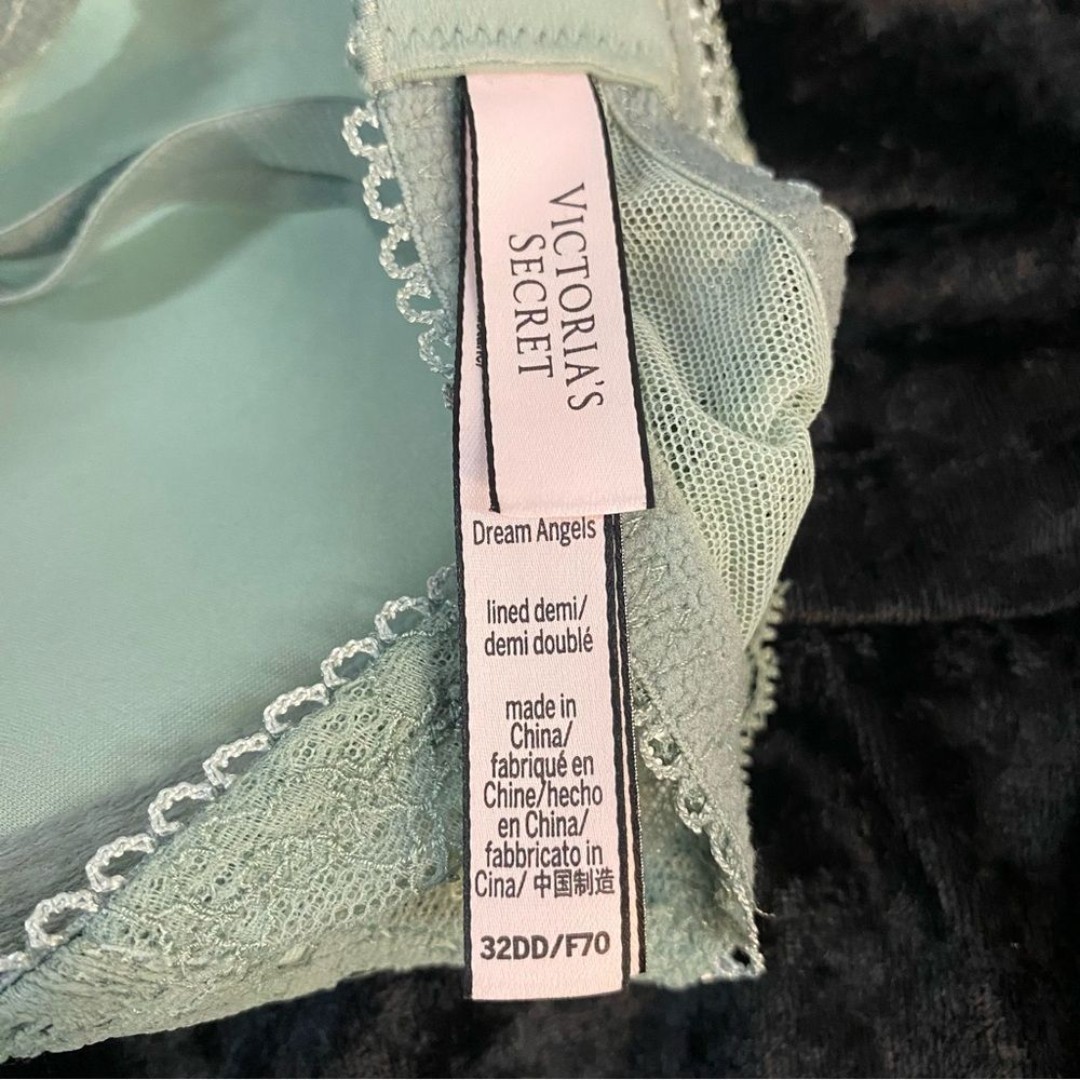 VICTORIA'S
SECRET
Dream Angels
lined demi/
demi doublé
made in
China/
fabriqué en
Chine/hecho
en China/
fabbricato in
Cina/ 中国制造
32DD/F70